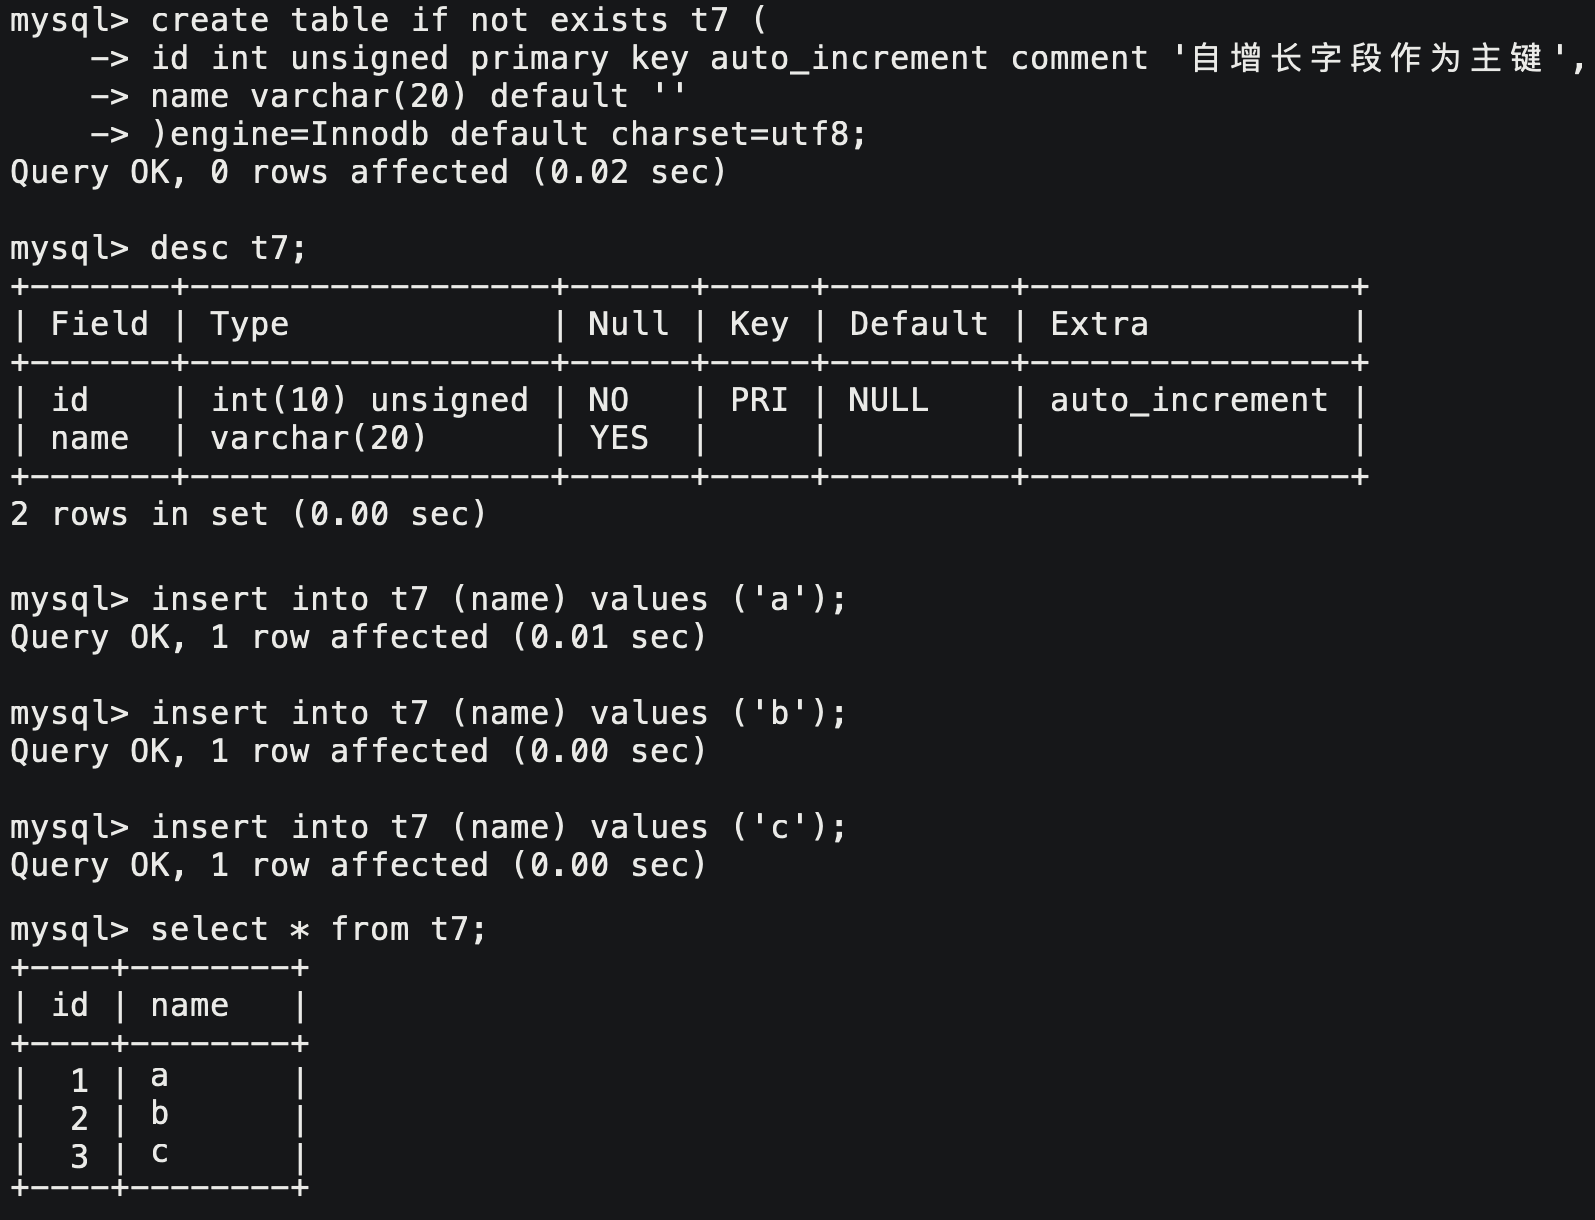 mysql> create table if not exists t7 (
    -> id int unsigned primary key auto_increment comment '自增长字段作为主键',
    -> name varchar(20) default ''
    -> )engine=Innodb default charset=utf8;
Query OK, 0 rows affected (0.02 sec)

mysql> desc t7;
+-------+------------------+------+-----+---------+----------------+
| Field | Type             | Null | Key | Default | Extra          |
+-------+------------------+------+-----+---------+----------------+
| id    | int(10) unsigned | NO   | PRI | NULL    | auto_increment |
| name  | varchar(20)      | YES  |     |         |                |
+-------+------------------+------+-----+---------+----------------+
2 rows in set (0.00 sec)

mysql> insert into t7 (name) values ('a');
Query OK, 1 row affected (0.01 sec)

mysql> insert into t7 (name) values ('b');
Query OK, 1 row affected (0.00 sec)

mysql> insert into t7 (name) values ('c');
Query OK, 1 row affected (0.00 sec)

mysql> select * from t7;
+----+--------+
| id | name   |
+----+--------+
|  1 | a      |
|  2 | b      |
|  3 | c      |
+----+--------+